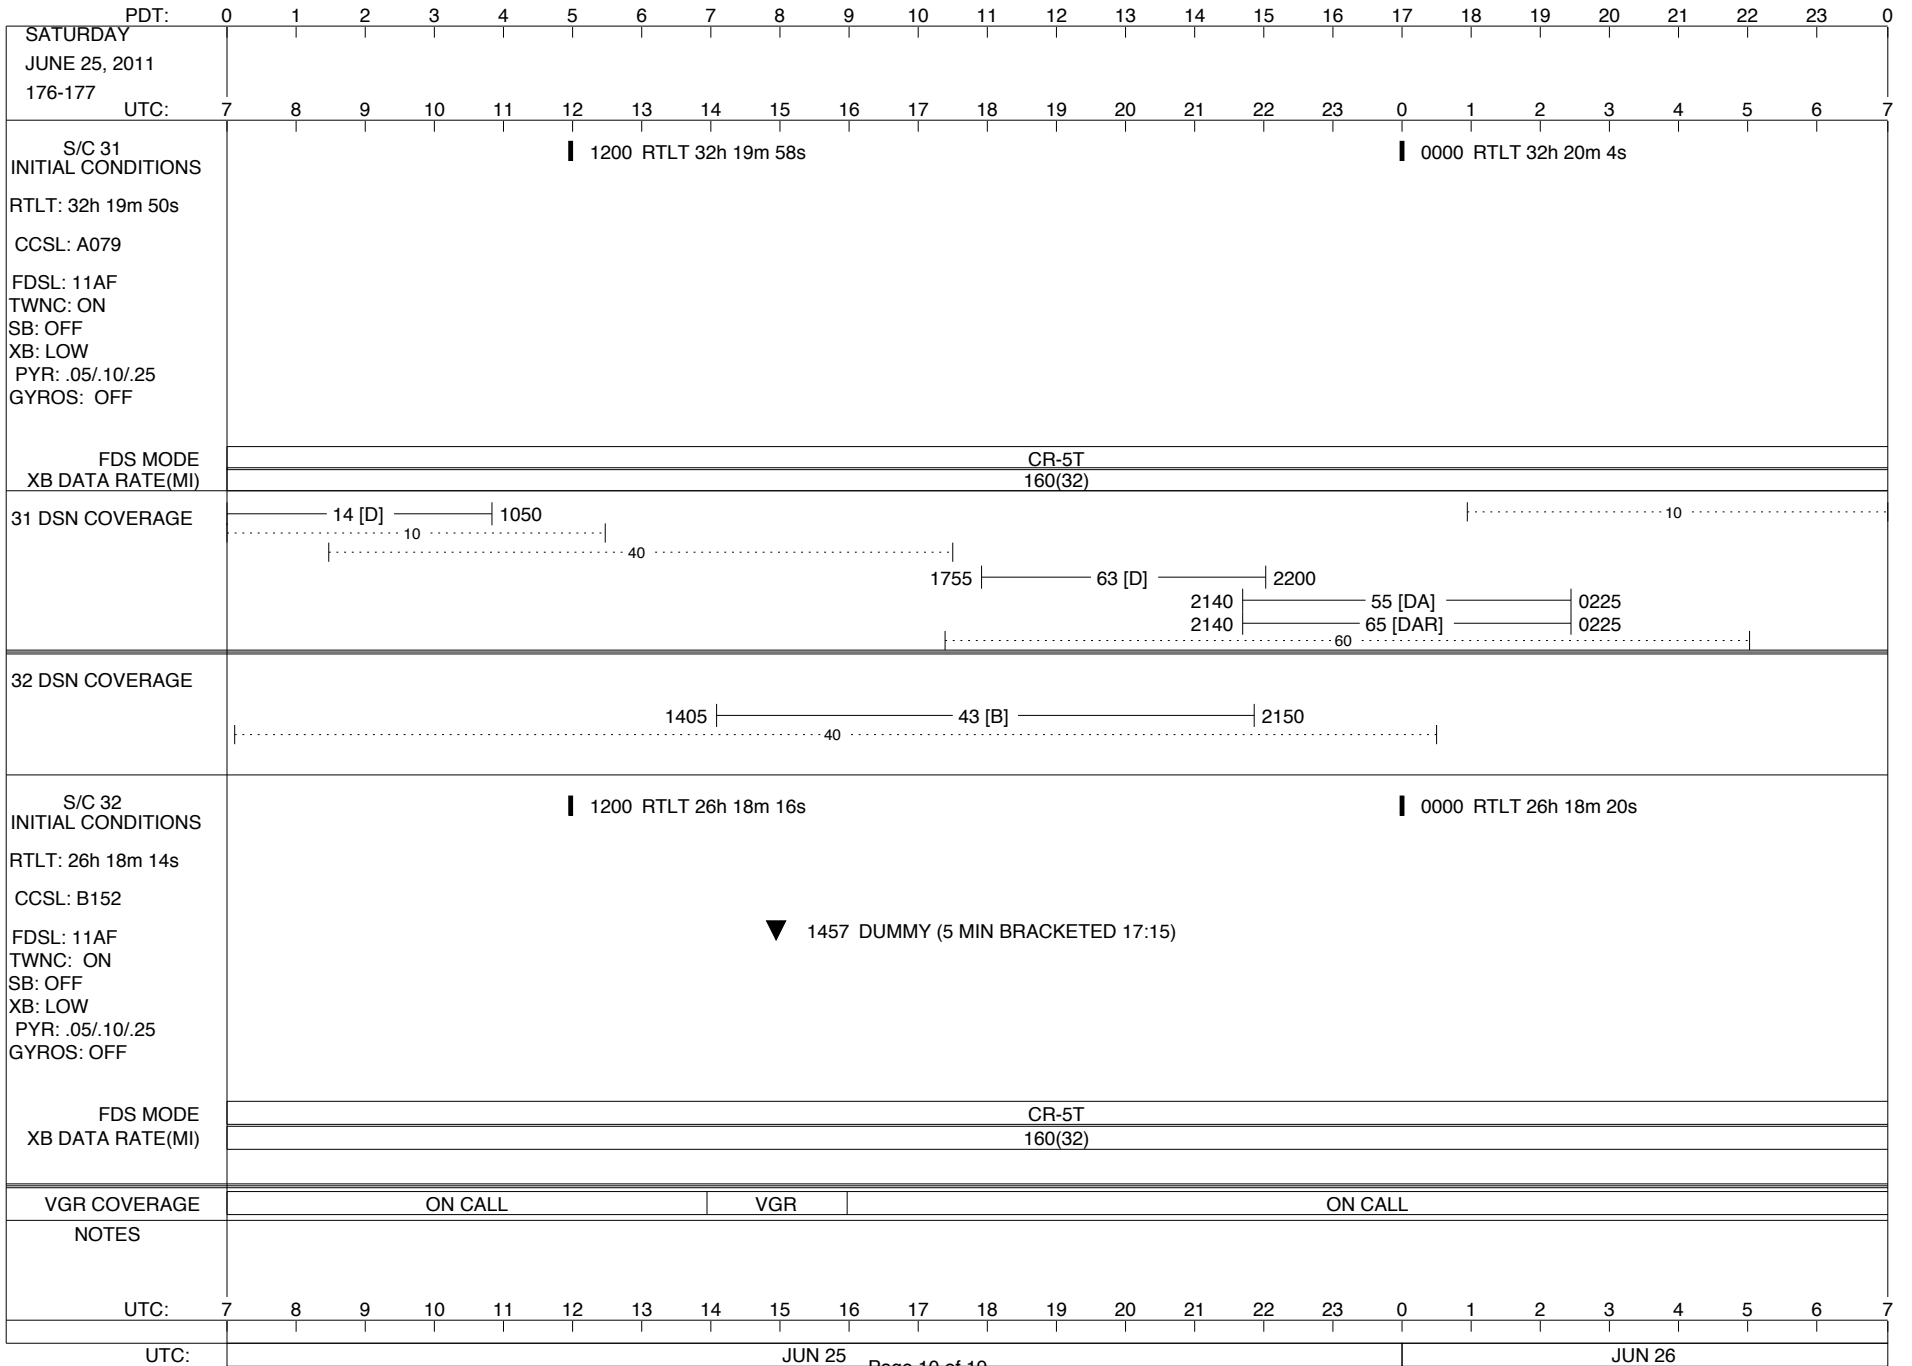 PDT: 0 1 2 3 4 5 6 7 8 9 10 11 12 13 14 15 16 17 18 19 20 21 22 23 0
SATURDAY
JUNE 25, 2011
176-177
UTC: 7 8 9 10 11 12 13 14 15 16 17 18 19 20 21 22 23 0 1 2 3 4 5 6 7
S/C 31
INITIAL CONDITIONS
1200 RTLT 32h 19m 58s
0000 RTLT 32h 20m 4s
RTLT: 32h 19m 50s
CCSL: A079
FDSL: 11AF
TWNC: ON
SB: OFF
XB: LOW
PYR: .05/.10/.25
GYROS: OFF
FDS MODE CR-5T
XB DATA RATE(MI) 160(32)
31 DSN COVERAGE
14 [D] 1050
10
10
40
1755 63 [D] 2200
2140 55 [DA] 0225
2140 65 [DAR] 0225
60
32 DSN COVERAGE
1405 43 [B] 2150
40
S/C 32
INITIAL CONDITIONS
1200 RTLT 26h 18m 16s
0000 RTLT 26h 18m 20s
RTLT: 26h 18m 14s
CCSL: B152
1457 DUMMY (5 MIN BRACKETED 17:15)
FDSL: 11AF
TWNC: ON
SB: OFF
XB: LOW
PYR: .05/.10/.25
GYROS: OFF
FDS MODE CR-5T
XB DATA RATE(MI) 160(32)
VGR COVERAGE ON CALL VGR ON CALL
NOTES
UTC: 7 8 9 10 11 12 13 14 15 16 17 18 19 20 21 22 23 0 1 2 3 4 5 6 7
UTC: JUN 25 JUN 26